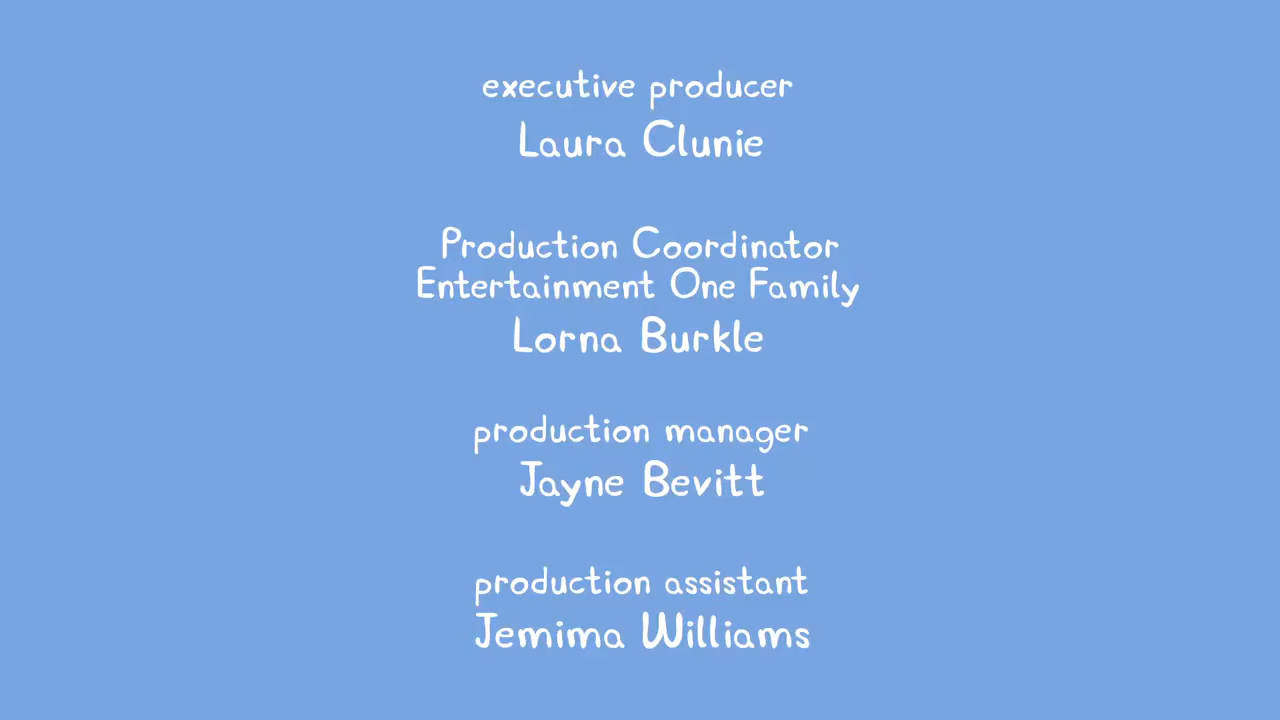 executive producer
Laura Clunie
Production Coordinator
Entertainment One Family
Lorna Burkle
production manager
Jayne Bevitt
production assistant
Jemima Williams